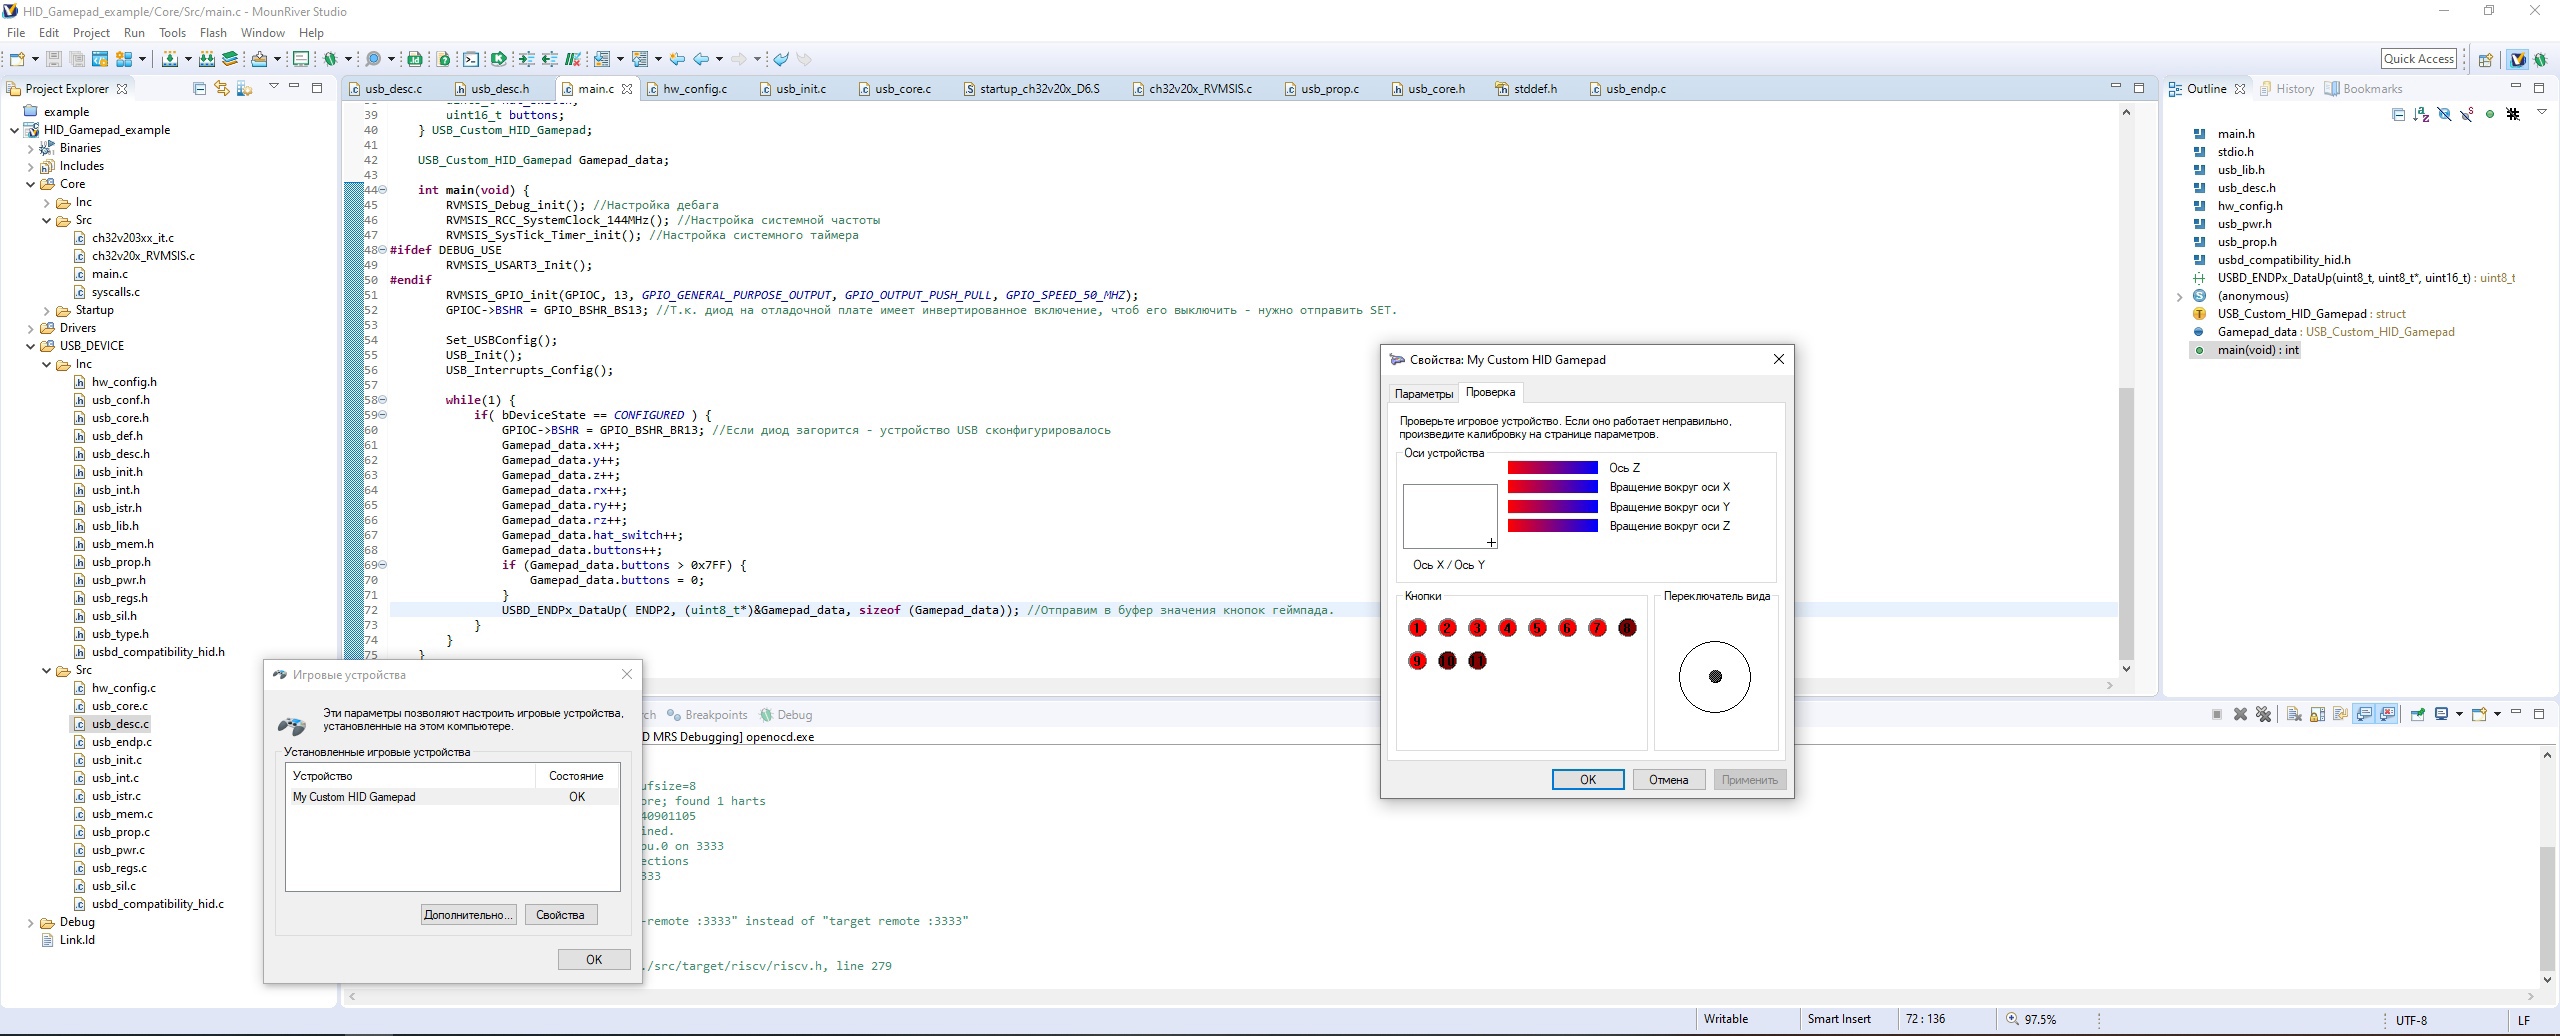 HID_Gamepad_example/Core/Src/main.c - MounRiver Studio
File Edit Project Run Tools Flash Window Help
Quick Access
Project Explorer
example
HID_Gamepad_example
Binaries
Includes
Core
Inc
Src
ch32v203xx_it.c
ch32v20x_RVMSIS.c
main.c
syscalls.c
Startup
Drivers
USB_DEVICE
Inc
hw_config.h
usb_conf.h
usb_core.h
usb_def.h
usb_desc.h
usb_init.h
usb_int.h
usb_istr.h
usb_lib.h
usb_mem.h
usb_prop.h
usb_pwr.h
usb_regs.h
usb_sil.h
usb_type.h
usbd_compatibility_hid.h
Src
hw_config.c
usb_core.c
usb_desc.c
usb_endp.c
usb_init.c
usb_int.c
usb_istr.c
usb_mem.c
usb_prop.c
usb_pwr.c
usb_regs.c
usb_sil.c
usbd_compatibility_hid.c
Debug
Link.ld
usb_desc.c usb_desc.h main.c hw_config.c usb_init.c usb_core.c startup_ch32v20x_D6.S ch32v20x_RVMSIS.c usb_prop.c usb_core.h stddef.h usb_endp.c
39 uint16_t buttons;
40 } USB_Custom_HID_Gamepad;
41
42 USB_Custom_HID_Gamepad Gamepad_data;
43
44 int main(void) {
45 RVMSIS_Debug_init(); //Настройка дебага
46 RVMSIS_RCC_SystemClock_144MHz(); //Настройка системной частоты
47 RVMSIS_SysTick_Timer_init(); //Настройка системного таймера
48 #ifdef DEBUG_USE
49 RVMSIS_USART3_Init();
50 #endif
51 RVMSIS_GPIO_init(GPIOC, 13, GPIO_GENERAL_PURPOSE_OUTPUT, GPIO_OUTPUT_PUSH_PULL, GPIO_SPEED_50_MHZ);
52 GPIOC->BSHR = GPIO_BSHR_BS13; //Т.к. диод на отладочной плате имеет инвертированное включение, чтоб его выключить - нужно отправить SET.
53
54 Set_USBConfig();
55 USB_Init();
56 USB_Interrupts_Config();
57
58 while(1) {
59 if( bDeviceState == CONFIGURED ) {
60 GPIOC->BSHR = GPIO_BSHR_BR13; //Если диод загорится - устройство USB сконфигурировалось
61 Gamepad_data.x++;
62 Gamepad_data.y++;
63 Gamepad_data.z++;
64 Gamepad_data.rx++;
65 Gamepad_data.ry++;
66 Gamepad_data.rz++;
67 Gamepad_data.hat_switch++;
68 Gamepad_data.buttons++;
69 if (Gamepad_data.buttons > 0x7FF) {
70 Gamepad_data.buttons = 0;
71 }
72 USBD_ENDPx_DataUp( ENDP2, (uint8_t*)&Gamepad_data, sizeof (Gamepad_data)); //Отправим в буфер значения кнопок геймпада.
73 }
74 }
75 }
Outline History Bookmarks
main.h
stdio.h
usb_lib.h
usb_desc.h
hw_config.h
usb_pwr.h
usb_prop.h
usbd_compatibility_hid.h
USBD_ENDPx_DataUp(uint8_t, uint8_t*, uint16_t) : uint8_t
(anonymous)
USB_Custom_HID_Gamepad : struct
Gamepad_data : USB_Custom_HID_Gamepad
main(void) : int
Свойства: My Custom HID Gamepad
Параметры Проверка
Проверьте игровое устройство. Если оно работает неправильно,
произведите калибровку на странице параметров.
Оси устройства
Ось Z
Вращение вокруг оси X
Вращение вокруг оси Y
Вращение вокруг оси Z
Ось X / Ось Y
Кнопки
1 2 3 4 5 6 7 8
9 10 11
Переключатель вида
OK Отмена Применить
Игровые устройства
Эти параметры позволяют настроить игровые устройства,
установленные на этом компьютере.
Установленные игровые устройства
Устройство Состояние
My Custom HID Gamepad OK
Дополнительно... Свойства
OK
rch Breakpoints Debug
D MRS Debugging] openocd.exe
ufsize=8
ore; found 1 harts
40901105
ined.
pu.0 on 3333
ections
333
-remote :3333" instead of "target remote :3333"
./src/target/riscv/riscv.h, line 279
Writable Smart Insert 72 : 136 97.5% UTF-8 LF